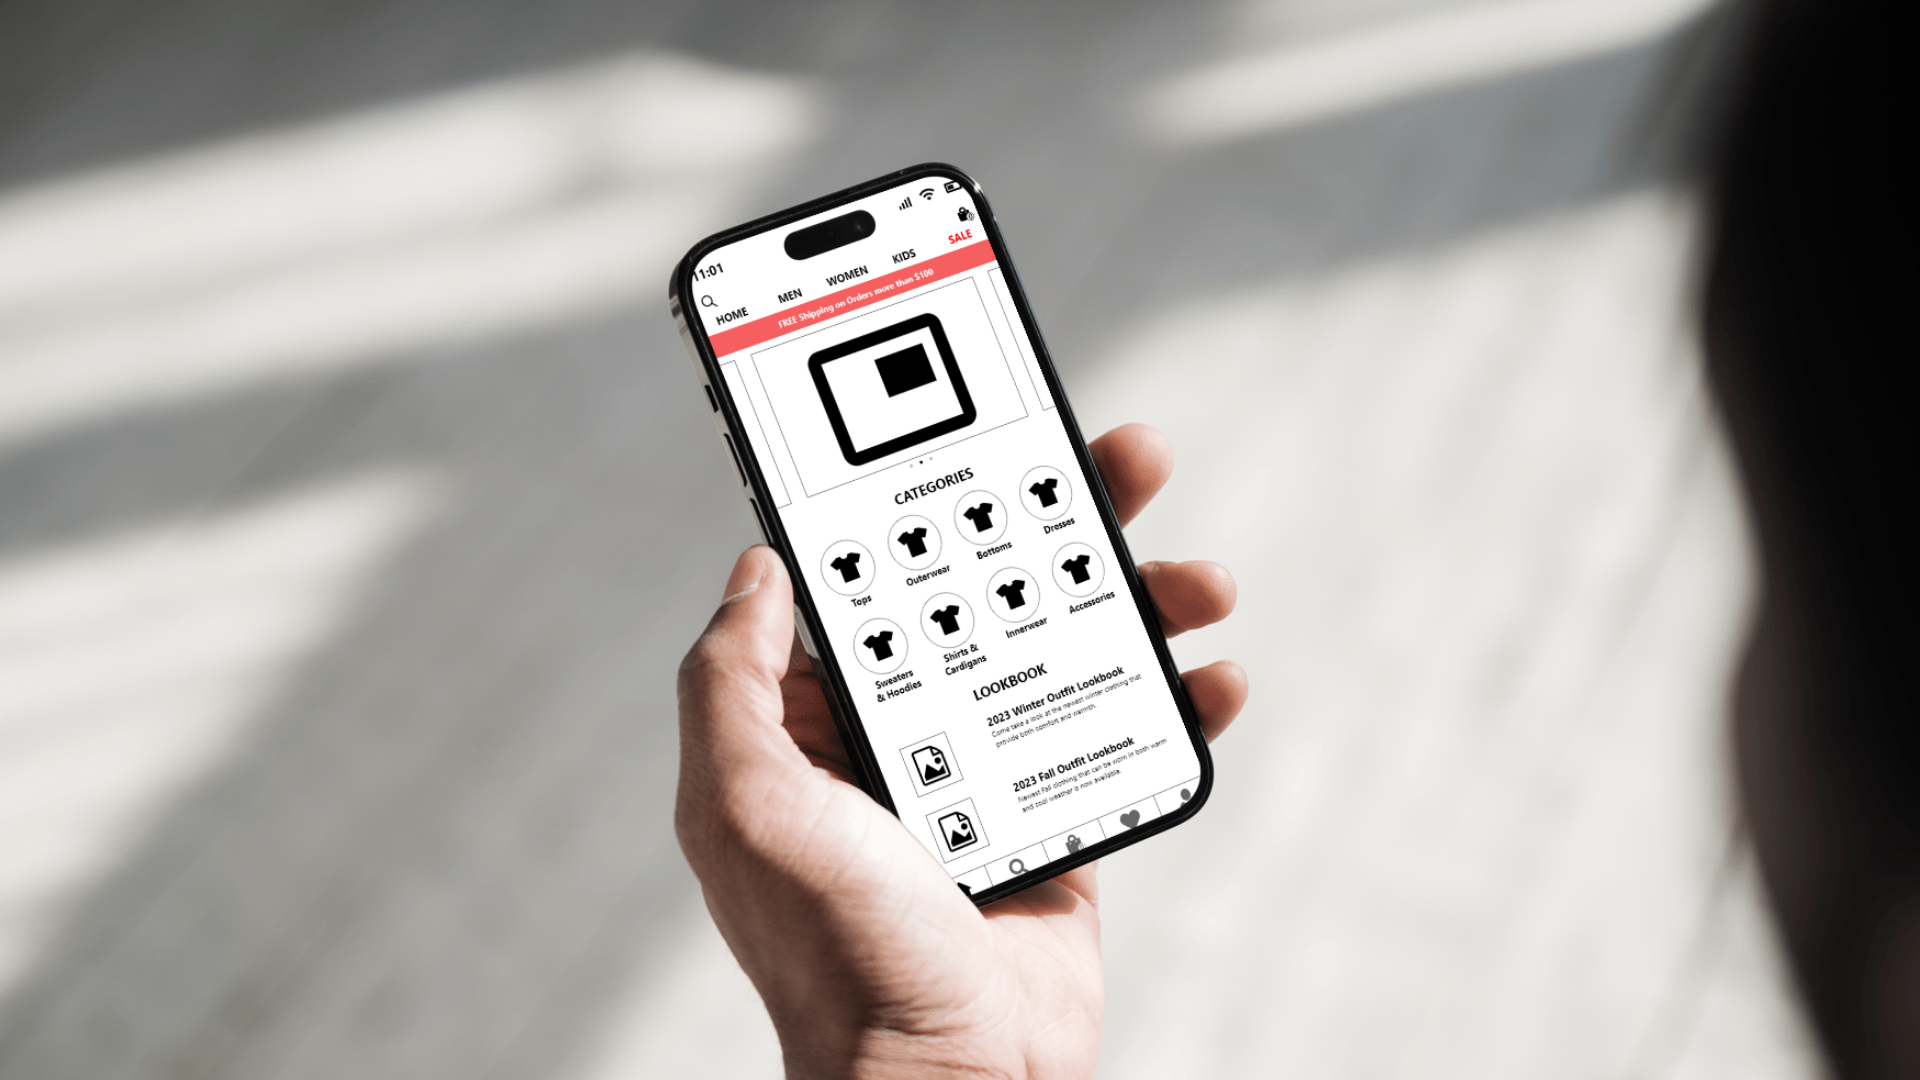 11:01
HOME MEN WOMEN KIDS SALE
FREE Shipping on Orders more than $100
CATEGORIES
Tops Outerwear Bottoms Dresses
Sweaters
& Hoodies
Shirts &
Cardigans
Innerwear
Accessories
LOOKBOOK
2023 Winter Outfit Lookbook
Come take a look at the newest winter clothing that
provide both comfort and warmth.
2023 Fall Outfit Lookbook
Newest Fall clothing that can be worn in both warm
and cool weather is now available.